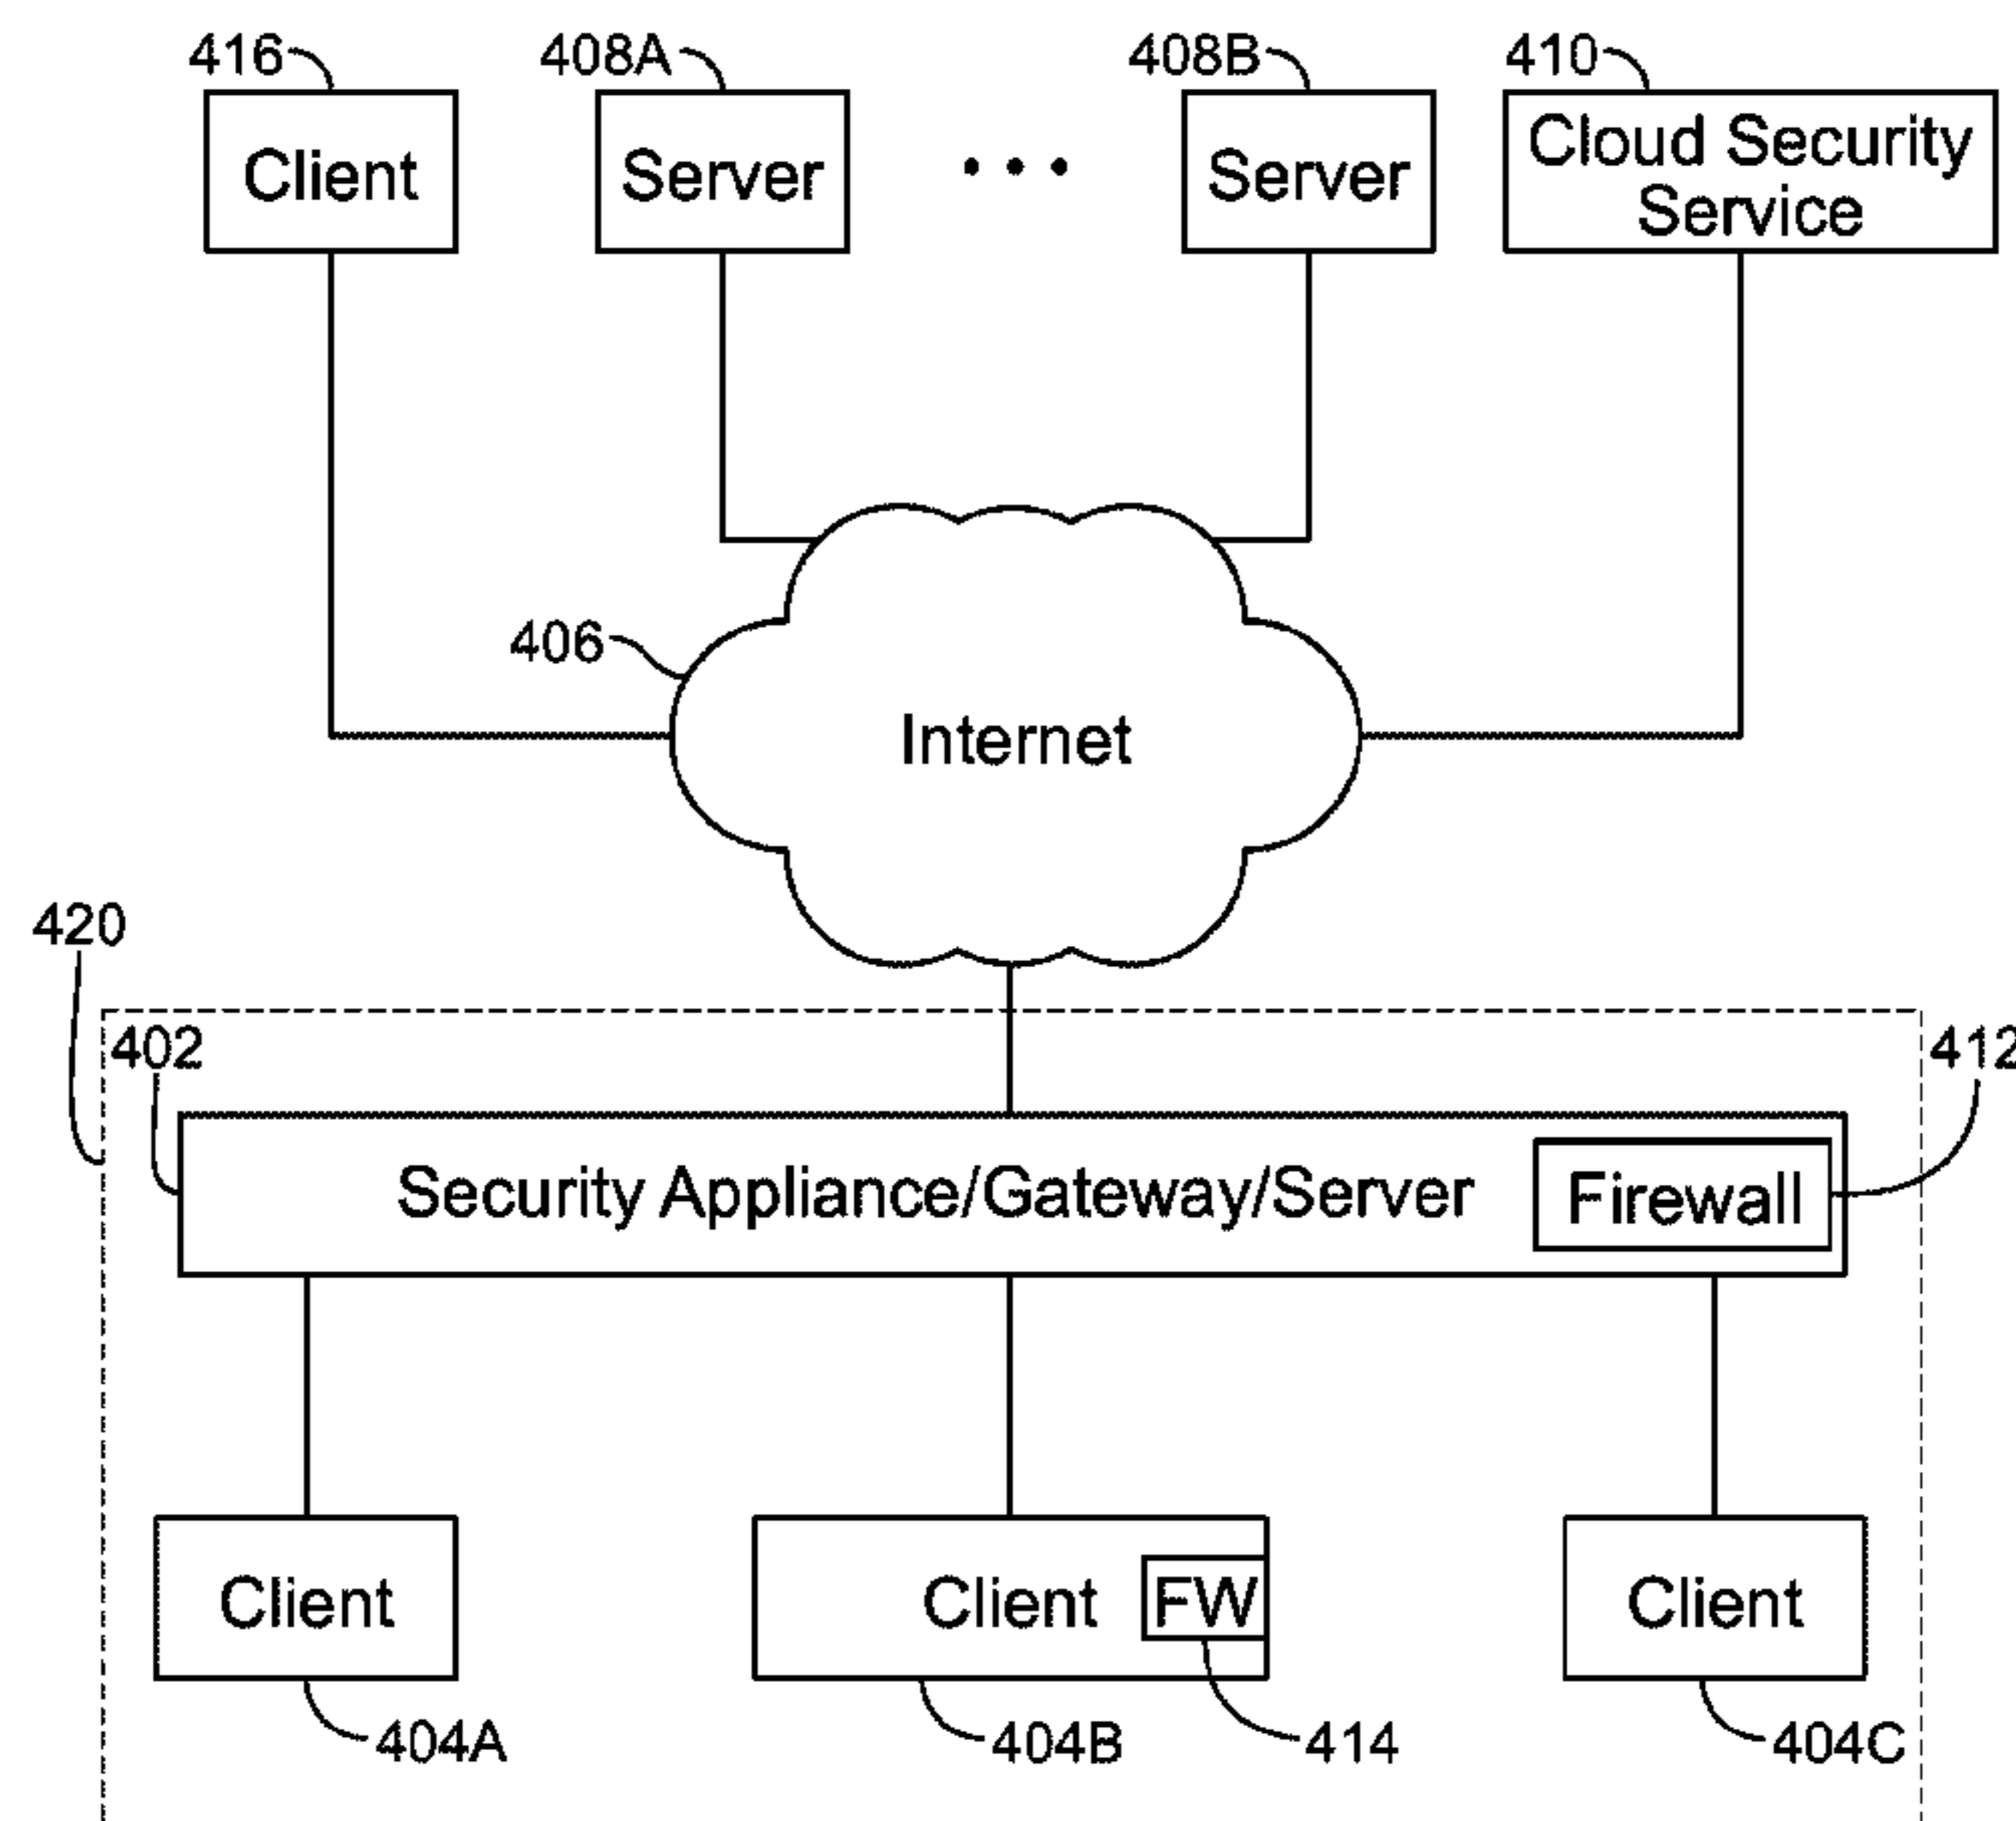 416
408A
408B
410
Client
Server
• • •
Server
Cloud Security
Service
406
Internet
420
402
412
Security Appliance/Gateway/Server
Firewall
Client
Client
FW
Client
404A
404B
414
404C